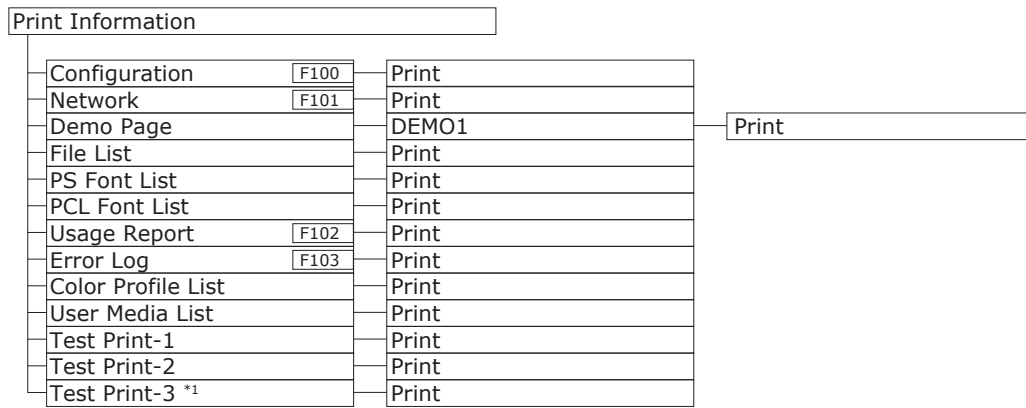 Print Information
Configuration F100 Print
Network F101 Print
Demo Page DEMO1 Print
File List Print
PS Font List Print
PCL Font List Print
Usage Report F102 Print
Error Log F103 Print
Color Profile List Print
User Media List Print
Test Print-1 Print
Test Print-2 Print
Test Print-3 *1 Print